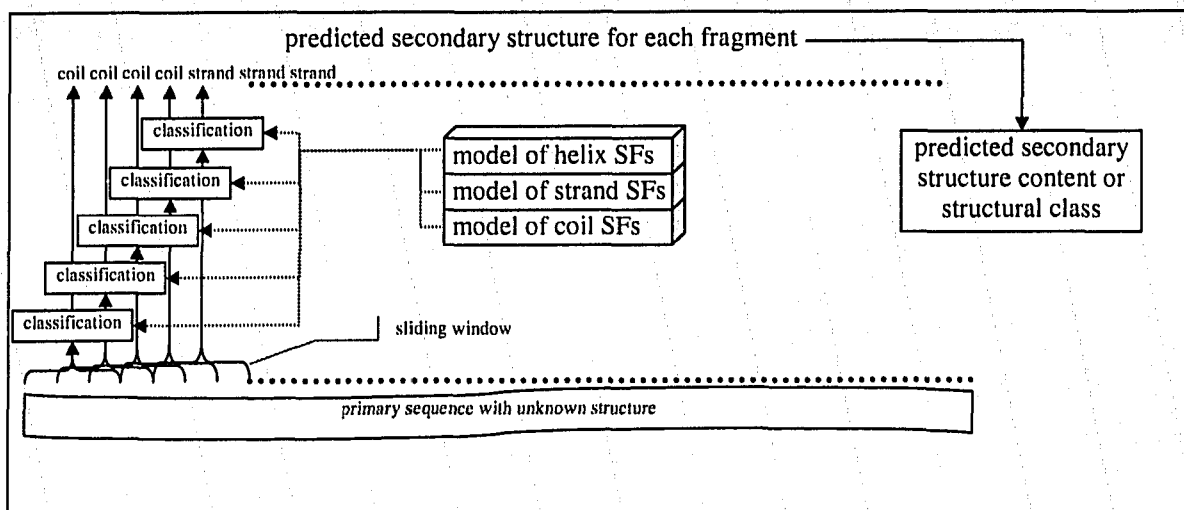 predicted secondary structure for each fragment
coil coil coil coil strand strand strand
classification
classification
classification
classification
classification
model of helix SFs
model of strand SFs
model of coil SFs
predicted secondary
structure content or
structural class
sliding window
primary sequence with unknown structure